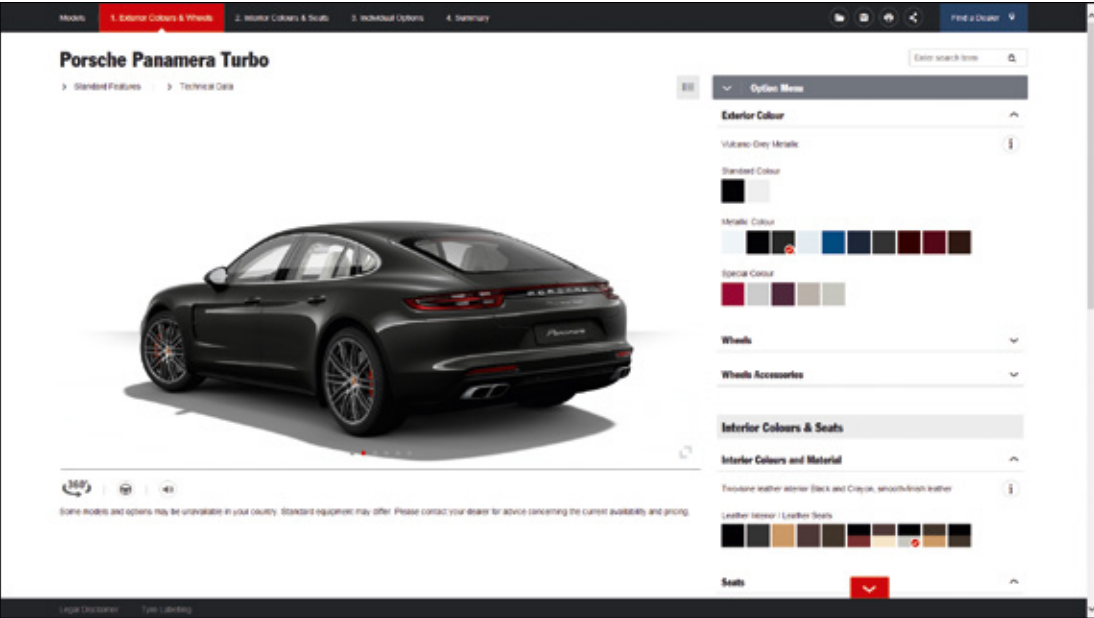 Models 1. Exterior Colours & Wheels 2. Interior Colours & Seats 3. Individual Options 4. Summary Find a Dealer
Porsche Panamera Turbo
Enter search term
Standard Features Technical Data
Option Menu
Exterior Colour
Vulcano Grey Metallic
i
Standard Colour
Metallic Colour
Special Colour
PORSCHE
Panamera
Wheels
Wheels Accessories
Interior Colours & Seats
Interior Colours and Material
360°
Two-tone leather interior Black and Crayon, smooth-finish leather
i
Some models and options may be unavailable in your country. Standard equipment may differ. Please contact your dealer for advice concerning the current availability and pricing.
Leather Interior / Leather Seats
Seats
Legal Disclaimer Tyre Labelling